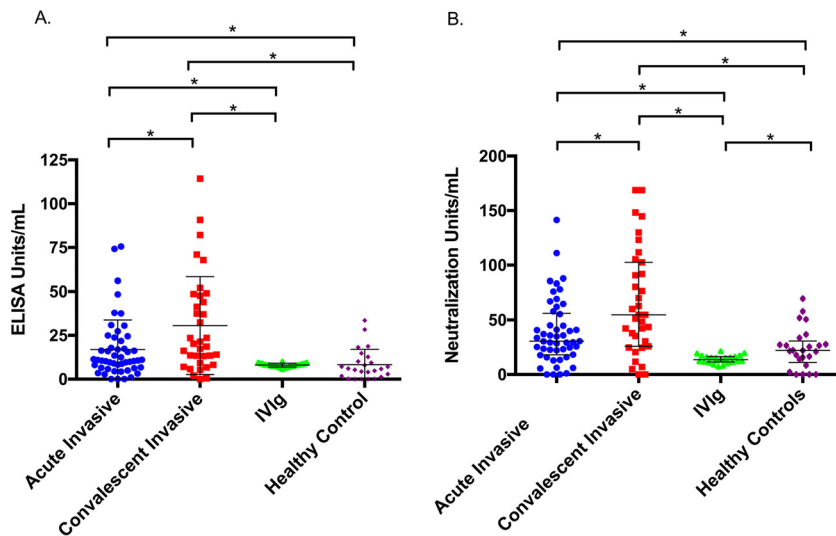 A.
*
*
*
*
*
ELISA Units/mL
125
100
75
50
25
0
Acute Invasive
Convalescent Invasive
IVIg
Healthy Control
B.
*
*
*
*
*
*
Neutralization Units/mL
200
150
100
50
0
Acute Invasive
Convalescent Invasive
IVIg
Healthy Controls